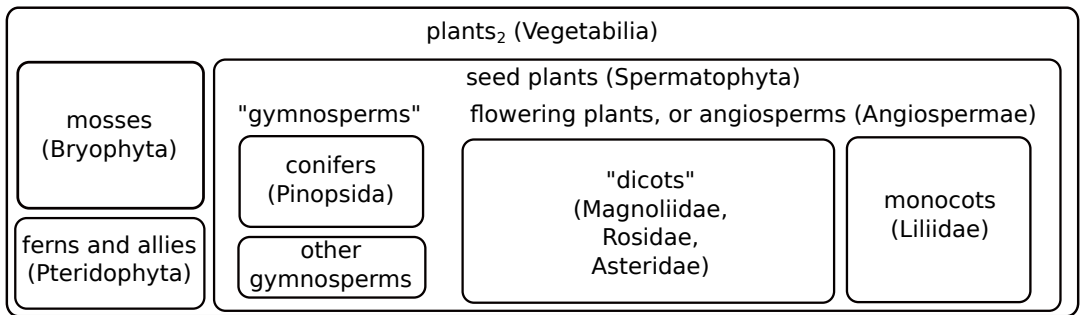 plants₂ (Vegetabilia)
mosses
(Bryophyta)
ferns and allies
(Pteridophyta)
seed plants (Spermatophyta)
"gymnosperms"
conifers
(Pinopsida)
other
gymnosperms
flowering plants, or angiosperms (Angiospermae)
"dicots"
(Magnoliidae,
Rosidae,
Asteridae)
monocots
(Liliidae)